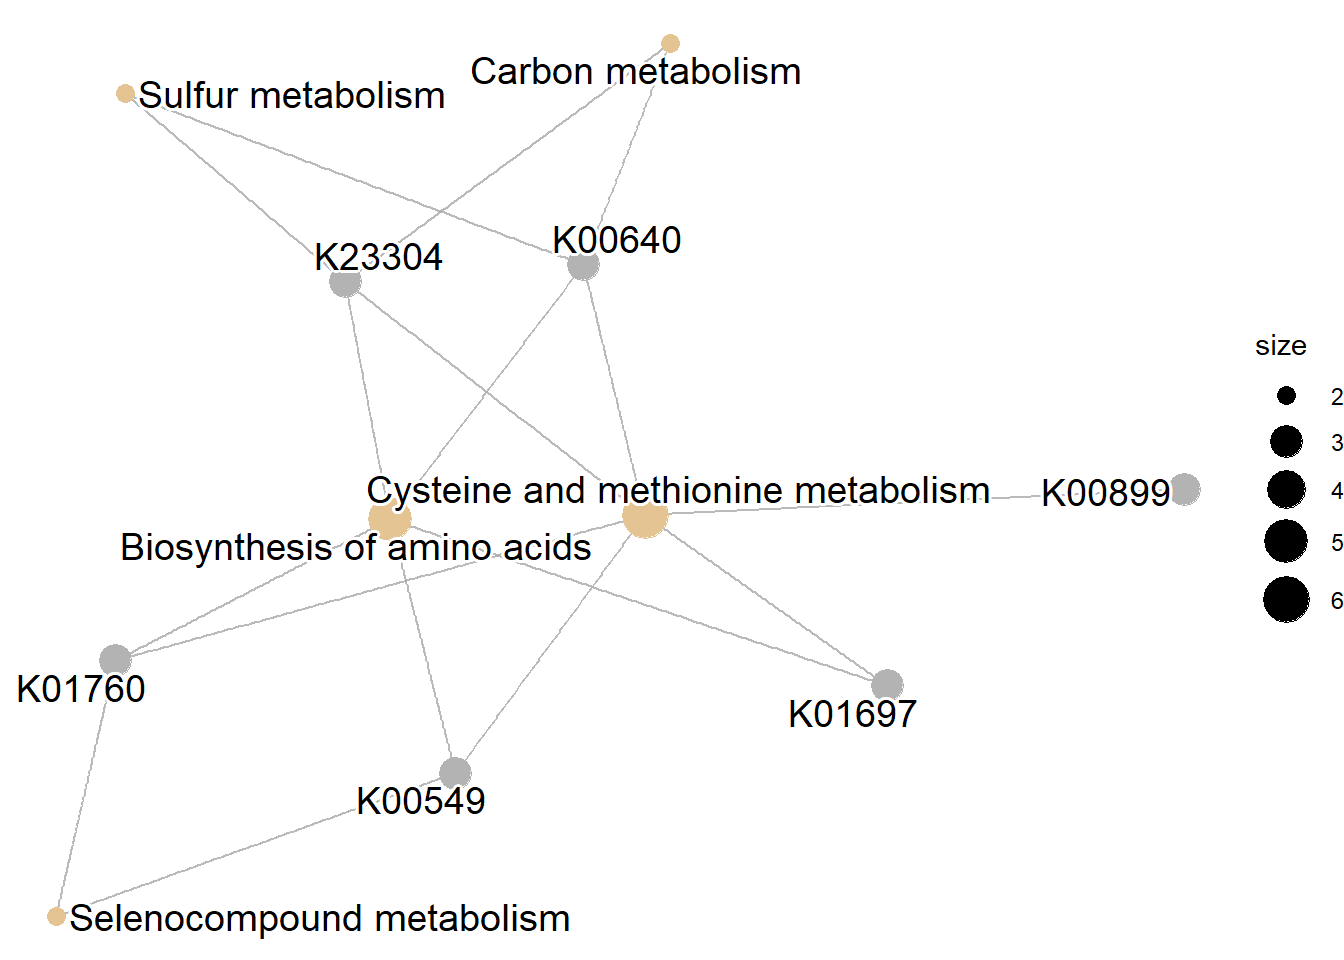 Carbon metabolism
Sulfur metabolism
K00640
K23304
size
2
3
Cysteine and methionine metabolism
K00899
4
Biosynthesis of amino acids
5
6
K01760
K01697
K00549
Selenocompound metabolism